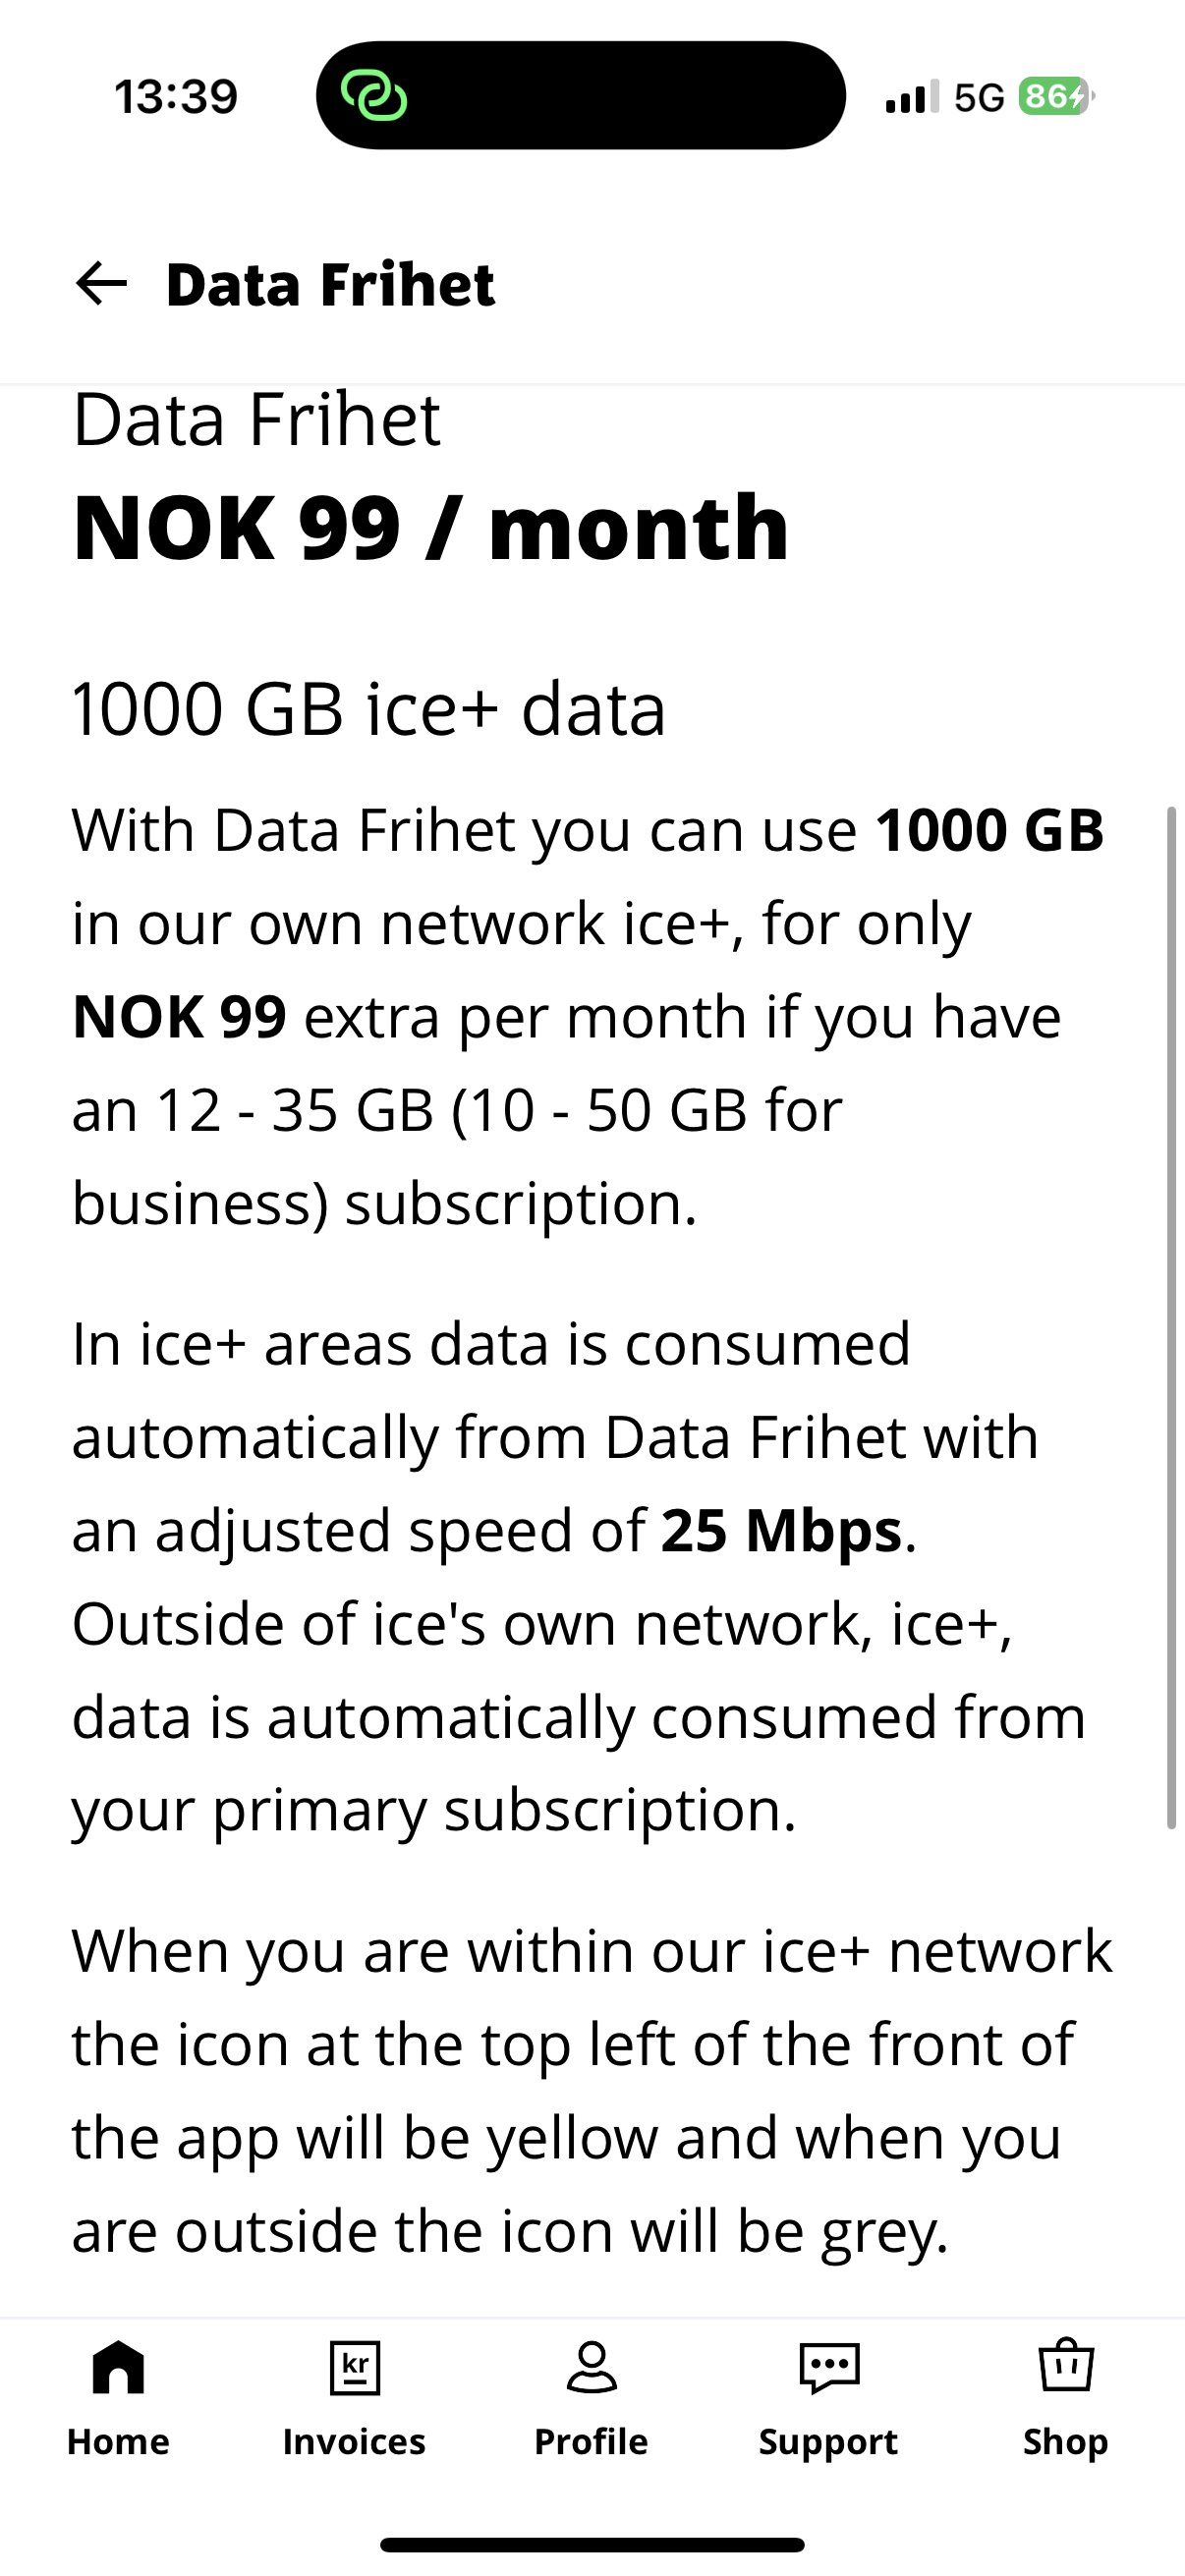 13:39
5G
86
Data Frihet
Data Frihet
NOK 99 / month
1000 GB ice+ data
With Data Frihet you can use 1000 GB
in our own network ice+, for only
NOK 99 extra per month if you have
an 12 - 35 GB (10 - 50 GB for
business) subscription.
In ice+ areas data is consumed
automatically from Data Frihet with
an adjusted speed of 25 Mbps.
Outside of ice's own network, ice+,
data is automatically consumed from
your primary subscription.
When you are within our ice+ network
the icon at the top left of the front of
the app will be yellow and when you
are outside the icon will be grey.
kr
Home Invoices Profile Support Shop